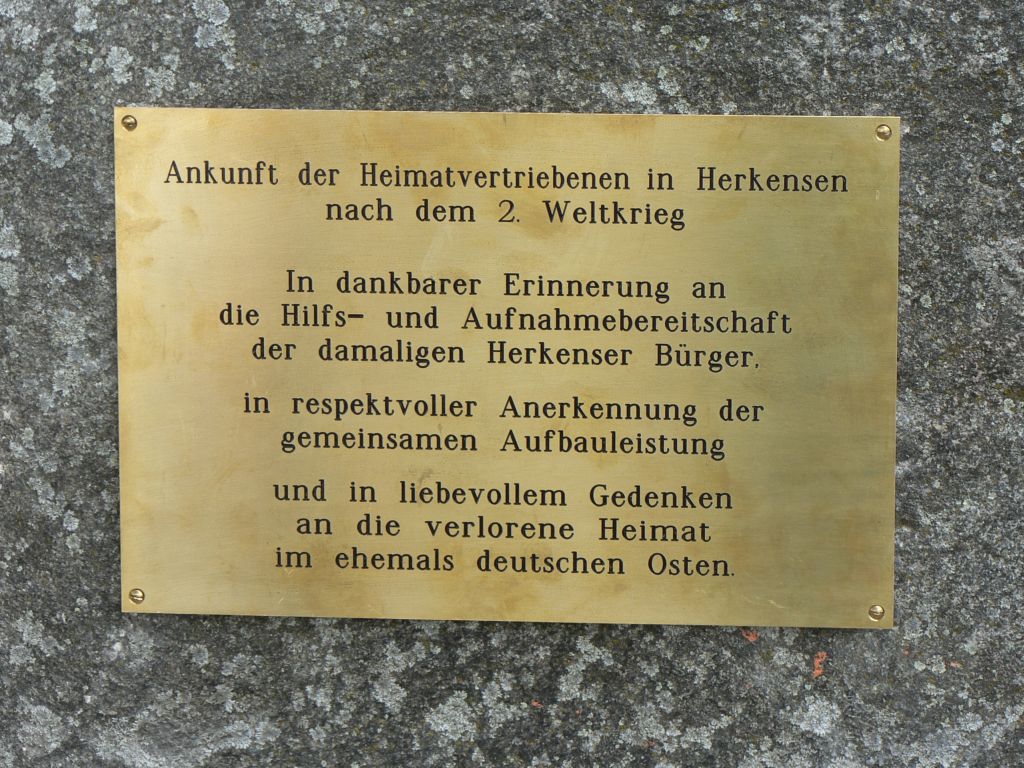 Ankunft der Heimatvertriebenen in Herkensen
nach dem 2. Weltkrieg
In dankbarer Erinnerung an
die Hilfs- und Aufnahmebereitschaft
der damaligen Herkenser Bürger,
in respektvoller Anerkennung der
gemeinsamen Aufbauleistung
und in liebevollem Gedenken
an die verlorene Heimat
im ehemals deutschen Osten.